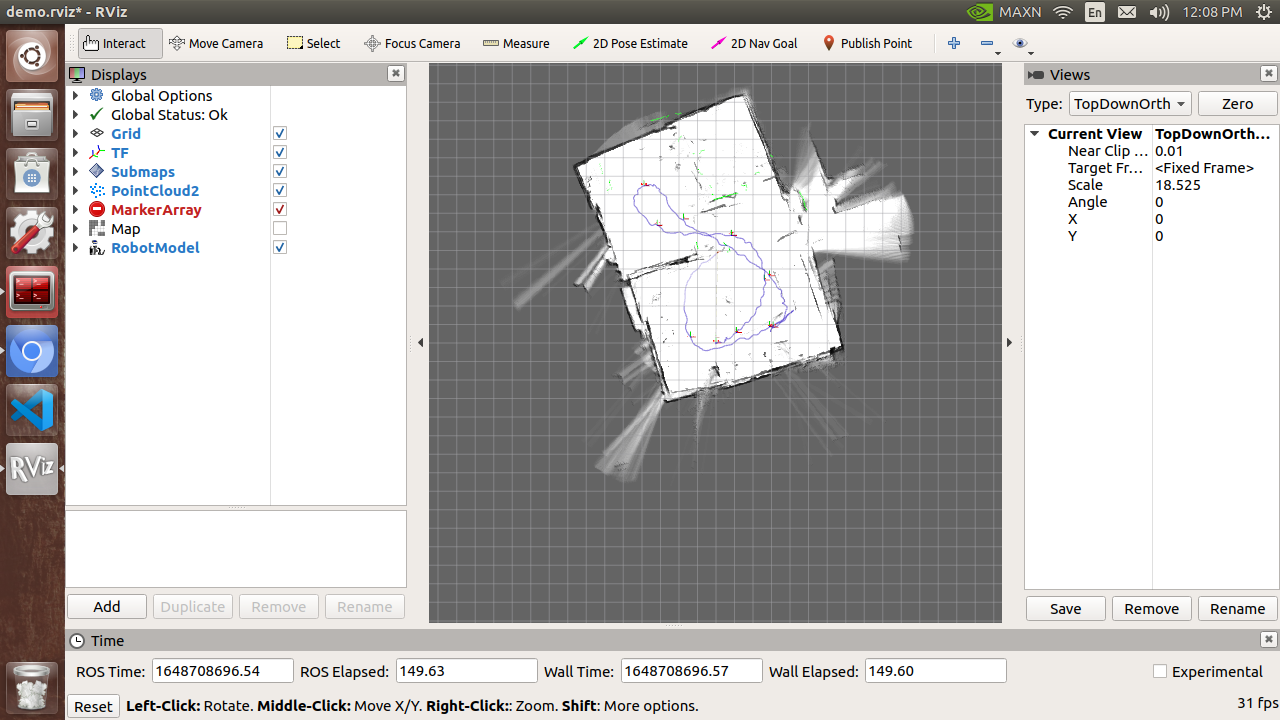 demo.rviz* - RViz
MAXN En 12:08 PM
Interact Move Camera Select Focus Camera Measure 2D Pose Estimate 2D Nav Goal Publish Point
Displays
Global Options
Global Status: Ok
Grid
TF
Submaps
PointCloud2
MarkerArray
Map
RobotModel
Add Duplicate Remove Rename
Views
Type: TopDownOrth Zero
Current View TopDownOrth...
Near Clip ... 0.01
Target Fr... <Fixed Frame>
Scale 18.525
Angle 0
X 0
Y 0
Save Remove Rename
RViz
Time
ROS Time: 1648708696.54 ROS Elapsed: 149.63 Wall Time: 1648708696.57 Wall Elapsed: 149.60 Experimental
Reset Left-Click: Rotate. Middle-Click: Move X/Y. Right-Click:: Zoom. Shift: More options. 31 fps